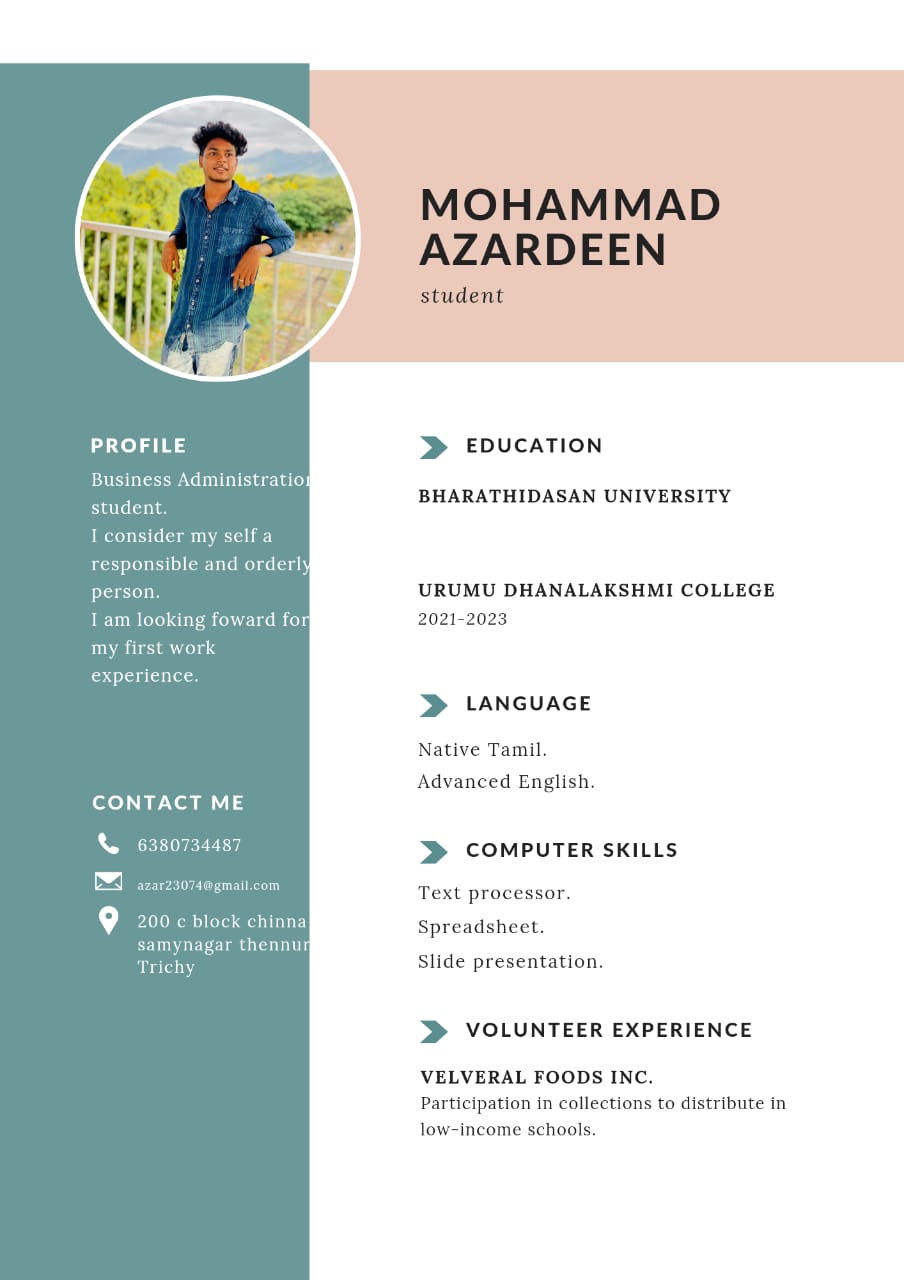 MOHAMMAD
AZARDEEN
student
PROFILE
Business Administration
student.
I consider my self a
responsible and orderly
person.
I am looking foward for
my first work
experience.
CONTACT ME
6380734487
azar23074@gmail.com
200 c block chinna
samynagar thennur
Trichy
EDUCATION
BHARATHIDASAN UNIVERSITY
URUMU DHANALAKSHMI COLLEGE
2021-2023
LANGUAGE
Native Tamil.
Advanced English.
COMPUTER SKILLS
Text processor.
Spreadsheet.
Slide presentation.
VOLUNTEER EXPERIENCE
VELVERAL FOODS INC.
Participation in collections to distribute in
low-income schools.